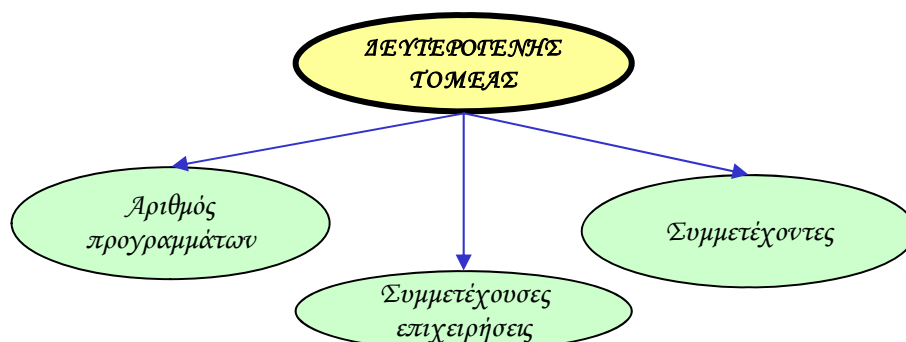 ΔΕΥΤΕΡΟΓΕΝΗΣ
ΤΟΜΕΑΣ
Αριθμός
προγραμμάτων
Συμμετέχοντες
Συμμετέχουσες
επιχειρήσεις